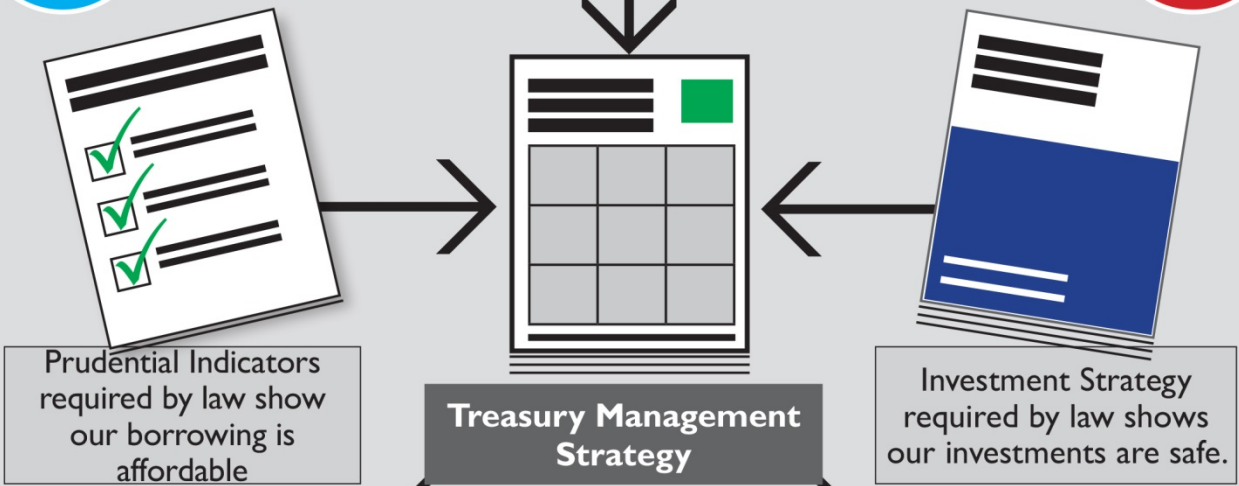 Prudential Indicators
required by law show
our borrowing is
affordable
Treasury Management
Strategy
Investment Strategy
required by law shows
our investments are safe.